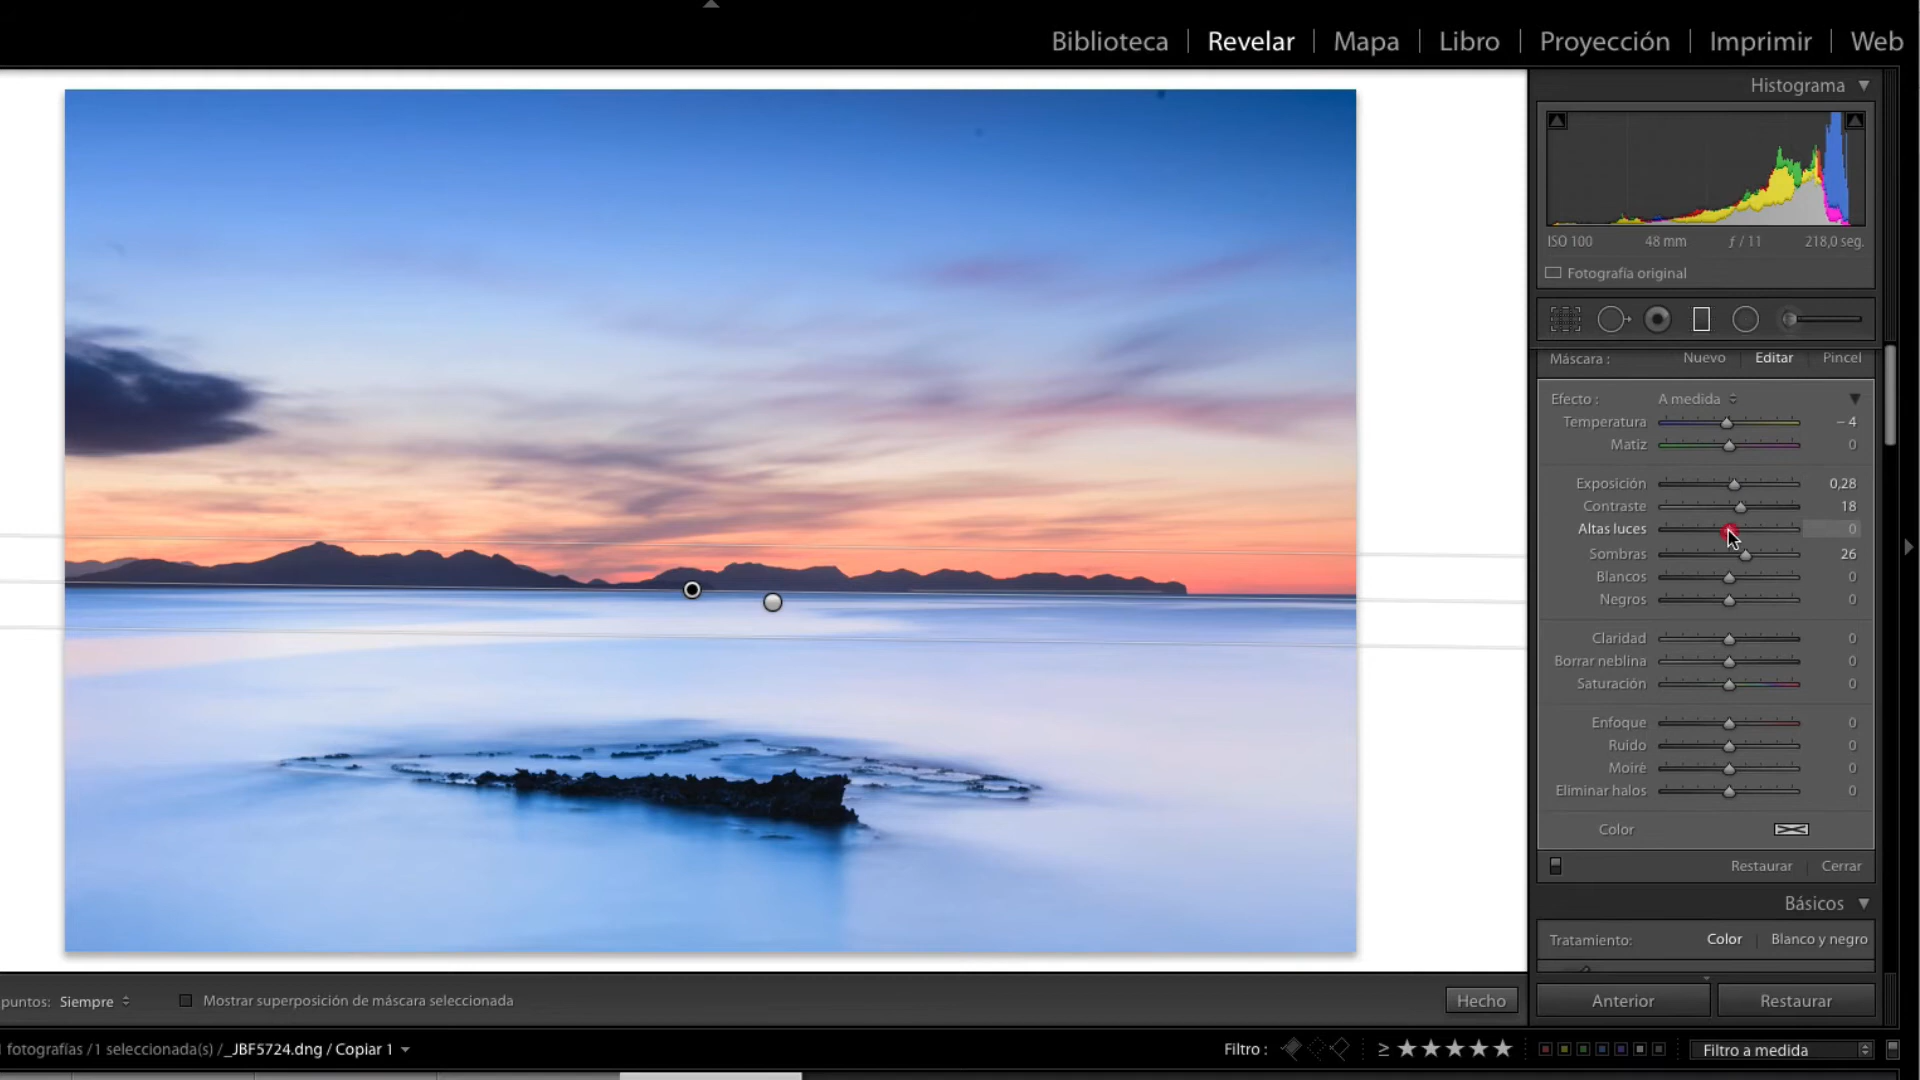 Biblioteca | Revelar | Mapa | Libro | Proyección | Imprimir | Web
Histograma
ISO 100 48 mm ƒ / 11 218,0 seg.
Fotografía original
Máscara : Nuevo Editar Pincel
Efecto : A medida
Temperatura – 4
Matiz 0
Exposición 0,28
Contraste 18
Altas luces 0
Sombras 26
Blancos 0
Negros 0
Claridad 0
Borrar neblina 0
Saturación 0
Enfoque 0
Ruido 0
Moiré 0
Eliminar halos 0
Color
Restaurar Cerrar
Básicos
Tratamiento: Color Blanco y negro
puntos: Siempre Mostrar superposición de máscara seleccionada Hecho Anterior Restaurar
fotografías /1 seleccionada(s) /_JBF5724.dng / Copiar 1 Filtro : ≥ ★★★★★ Filtro a medida